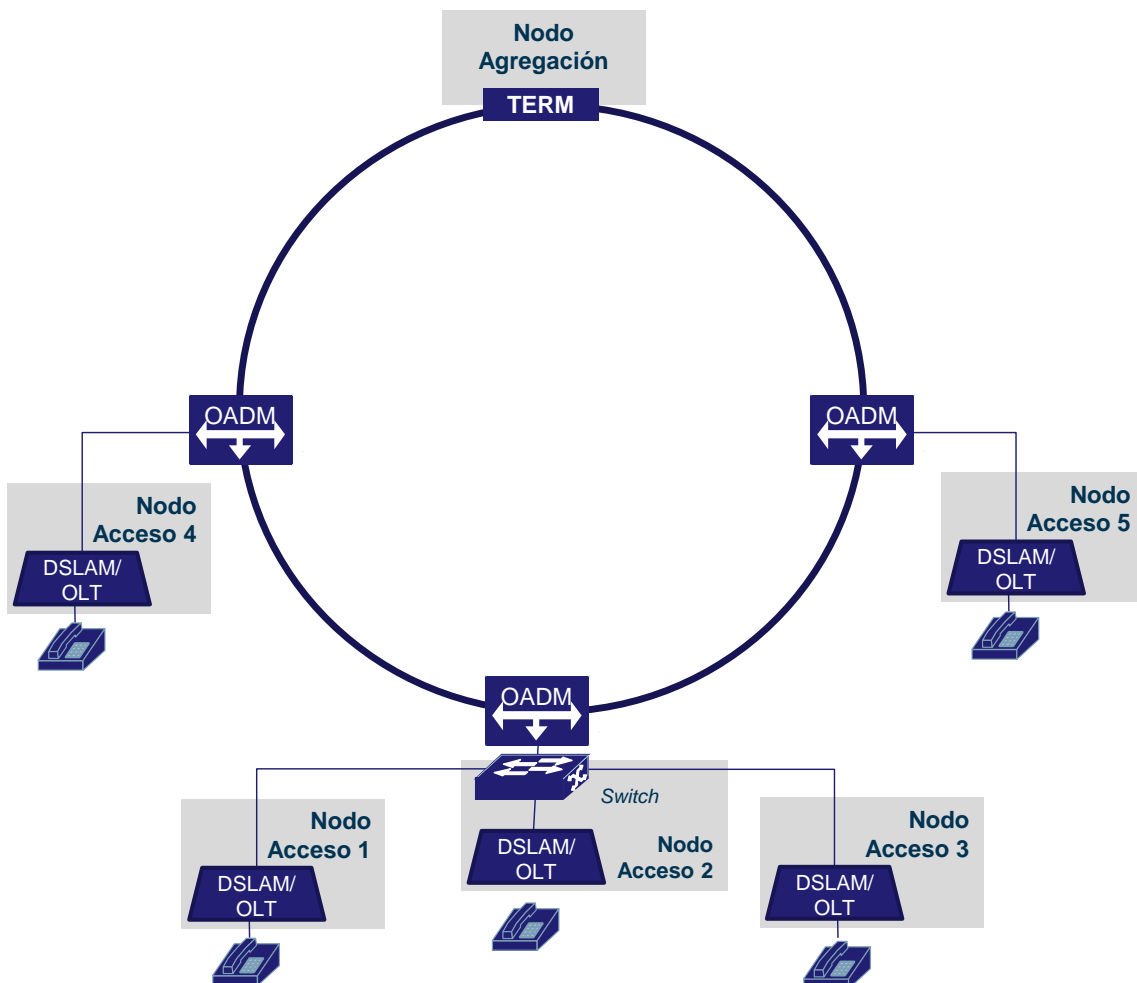 Nodo
Agregación
TERM
OADM
OADM
Nodo
Acceso 4
DSLAM/
OLT
Nodo
Acceso 5
DSLAM/
OLT
OADM
Switch
Nodo
Acceso 1
DSLAM/
OLT
DSLAM/
OLT
Nodo
Acceso 2
Nodo
Acceso 3
DSLAM/
OLT